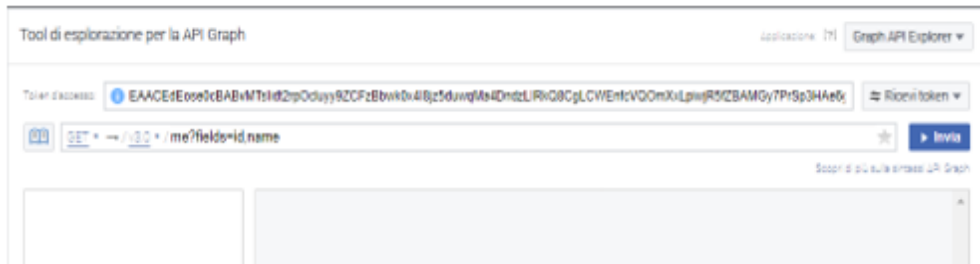 Tool di esplorazione per la API Graph
Applicazione [?] Graph API Explorer
Token d'accesso
Ricevi token
GET → /v3.0 / me?fields=id,name
Invia
Scopri di più sulla sintassi API Graph